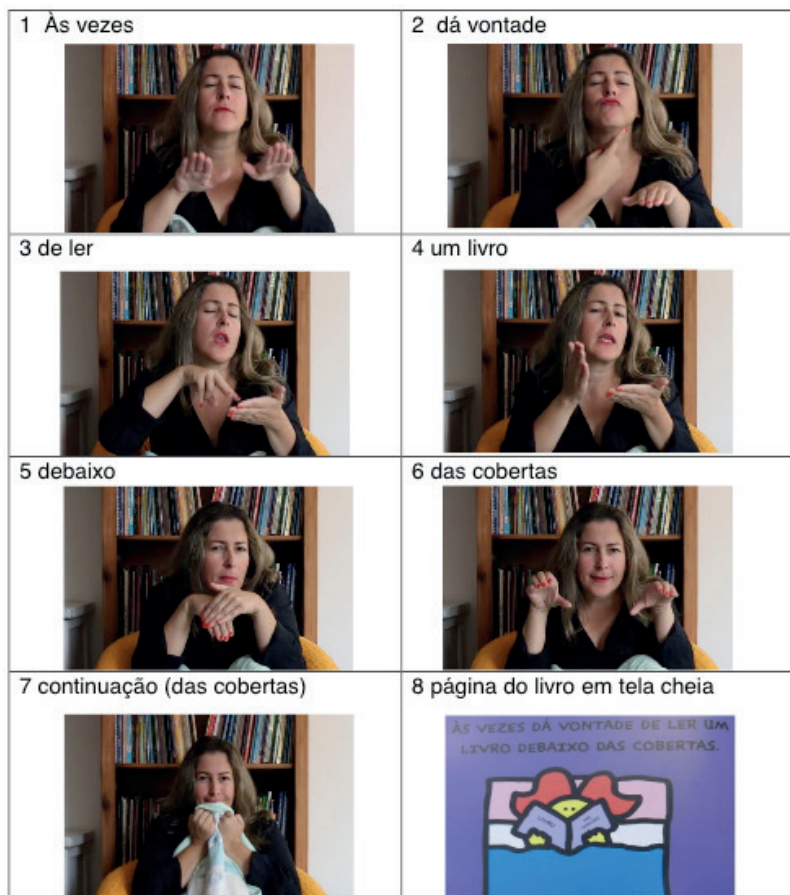 1 Às vezes
2 dá vontade
3 de ler
4 um livro
5 debaixo
6 das cobertas
7 continuação (das cobertas)
8 página do livro em tela cheia
ÀS VEZES DÁ VONTADE DE LER UM
LIVRO DEBAIXO DAS COBERTAS.
LIVRO